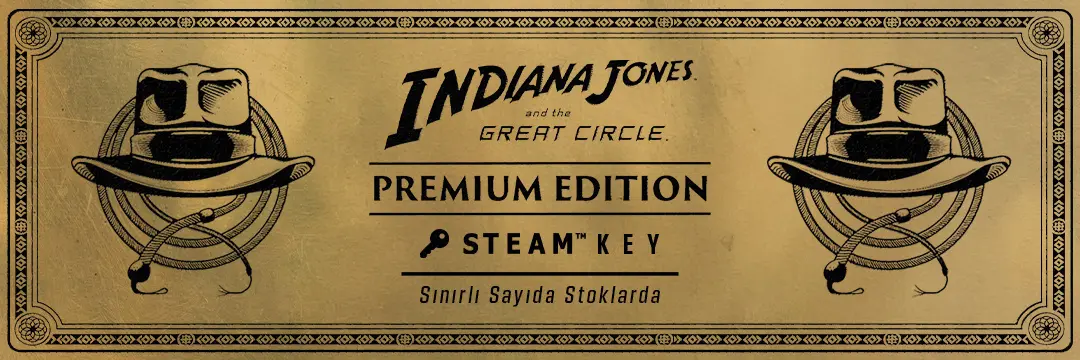 INDIANA JONES
and the
GREAT CIRCLE.
PREMIUM EDITION
STEAM™ KEY
Sınırlı Sayıda Stoklarda